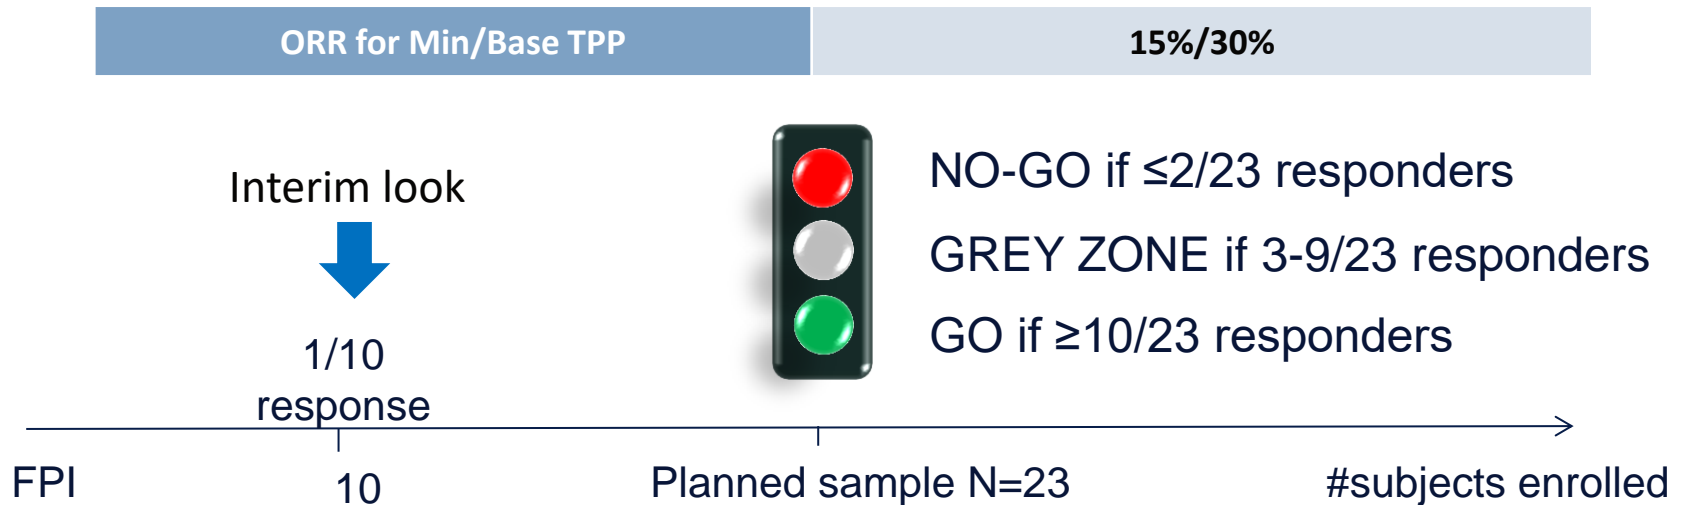 ORR for Min/Base TPP
15%/30%
Interim look
1/10
response
NO-GO if ≤2/23 responders
GREY ZONE if 3-9/23 responders
GO if ≥10/23 responders
FPI
10
Planned sample N=23
#subjects enrolled